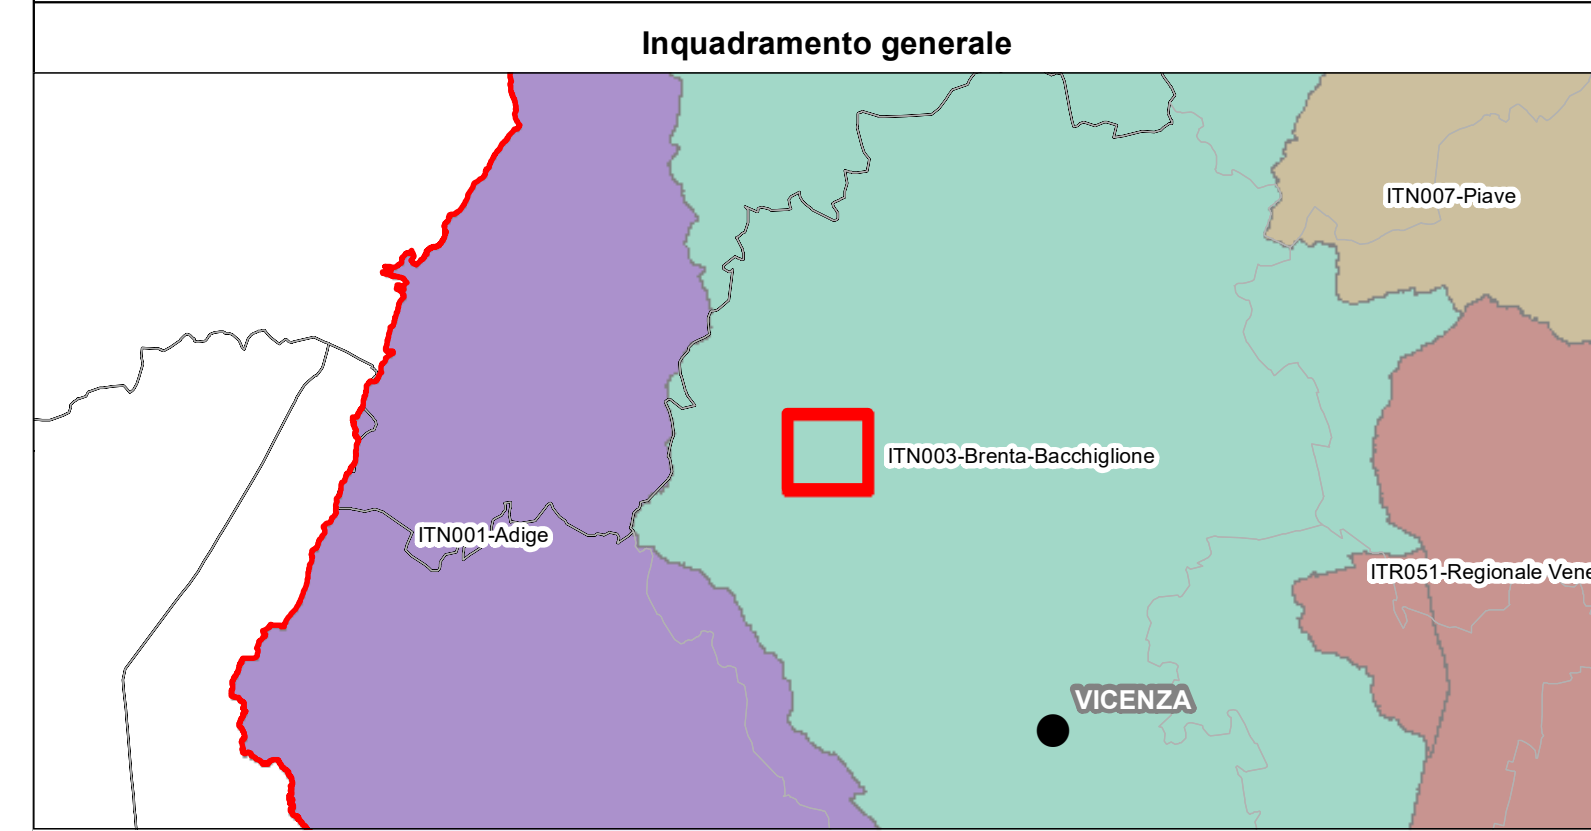 Inquadramento generale
ITN007-Piave
ITN003-Brenta-Bacchiglione
ITN001-Adige
ITR051-Regionale Vene
VICENZA